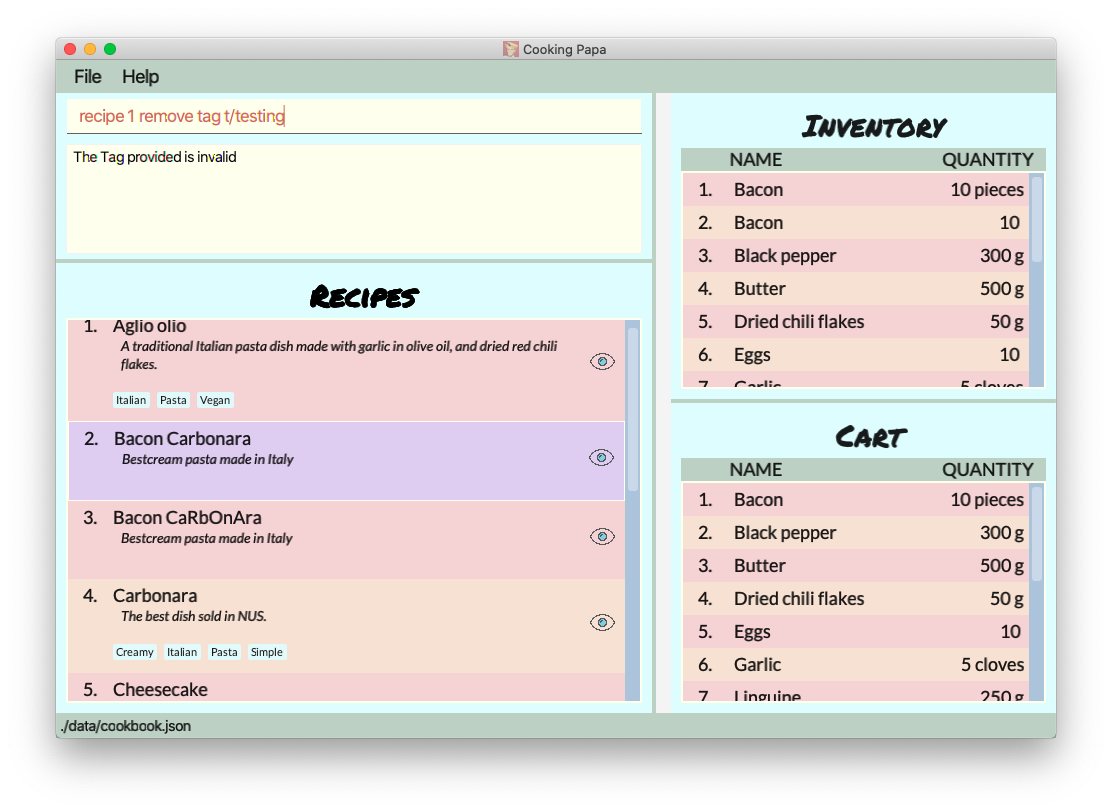 Cooking Papa
File Help
recipe 1 remove tag t/testing
The Tag provided is invalid
Recipes
1. Aglio olio
A traditional Italian pasta dish made with garlic in olive oil, and dried red chili
flakes.
Italian Pasta Vegan
2. Bacon Carbonara
Bestcream pasta made in Italy
3. Bacon CaRbOnAra
Bestcream pasta made in Italy
4. Carbonara
The best dish sold in NUS.
Creamy Italian Pasta Simple
5. Cheesecake
Inventory
NAME QUANTITY
1. Bacon 10 pieces
2. Bacon 10
3. Black pepper 300 g
4. Butter 500 g
5. Dried chili flakes 50 g
6. Eggs 10
7. Garlic 5 cloves
Cart
NAME QUANTITY
1. Bacon 10 pieces
2. Black pepper 300 g
3. Butter 500 g
4. Dried chili flakes 50 g
5. Eggs 10
6. Garlic 5 cloves
7. Linguine 250 g
./data/cookbook.json